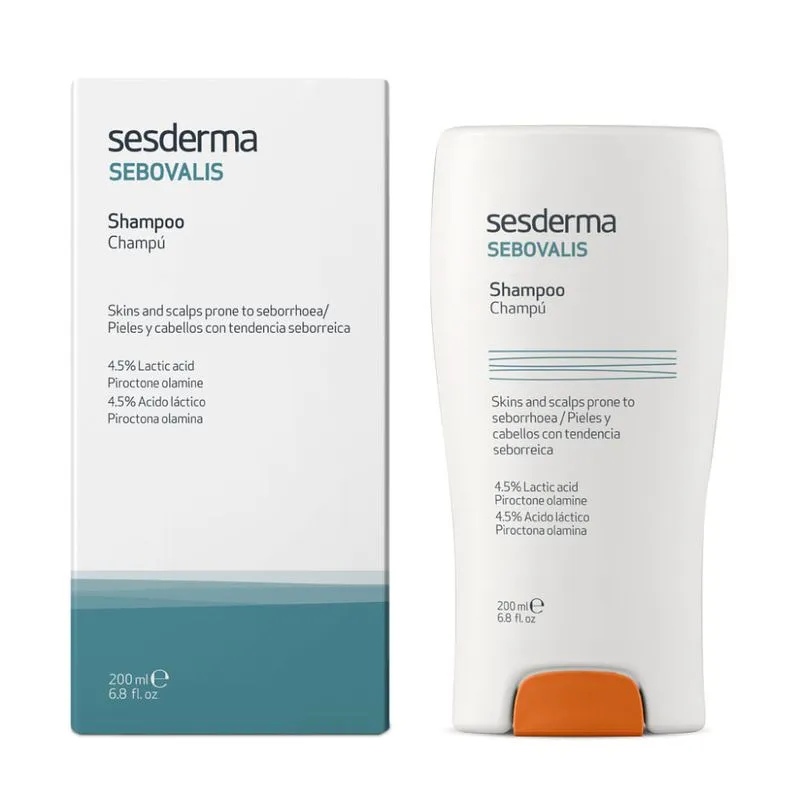 sesderma
SEBOVALIS
Shampoo
Champú
Skins and scalps prone to seborrhoea/
Pieles y cabellos con tendencia seborreica
4.5% Lactic acid
Piroctone olamine
4.5% Acido láctico
Piroctona olamina
200 ml ℮
6.8 fl. oz
sesderma
SEBOVALIS
Shampoo
Champú
Skins and scalps prone to
seborrhoea / Pieles y
cabellos con tendencia
seborreica
4.5% Lactic acid
Piroctone olamine
4.5% Acido láctico
Piroctona olamina
200 ml ℮
6.8 fl. oz